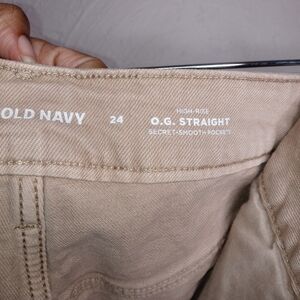 OLD NAVY
24
HIGH-RISE
O.G. STRAIGHT
SECRET-SMOOTH POCKETS